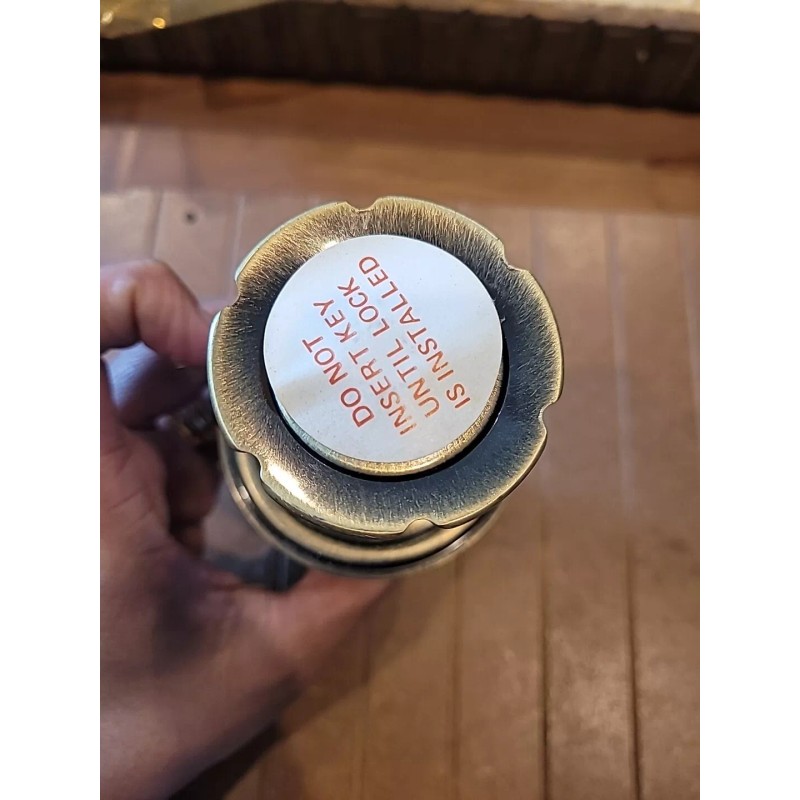 DO NOT
INSERT KEY
UNTIL LOCK
IS INSTALLED